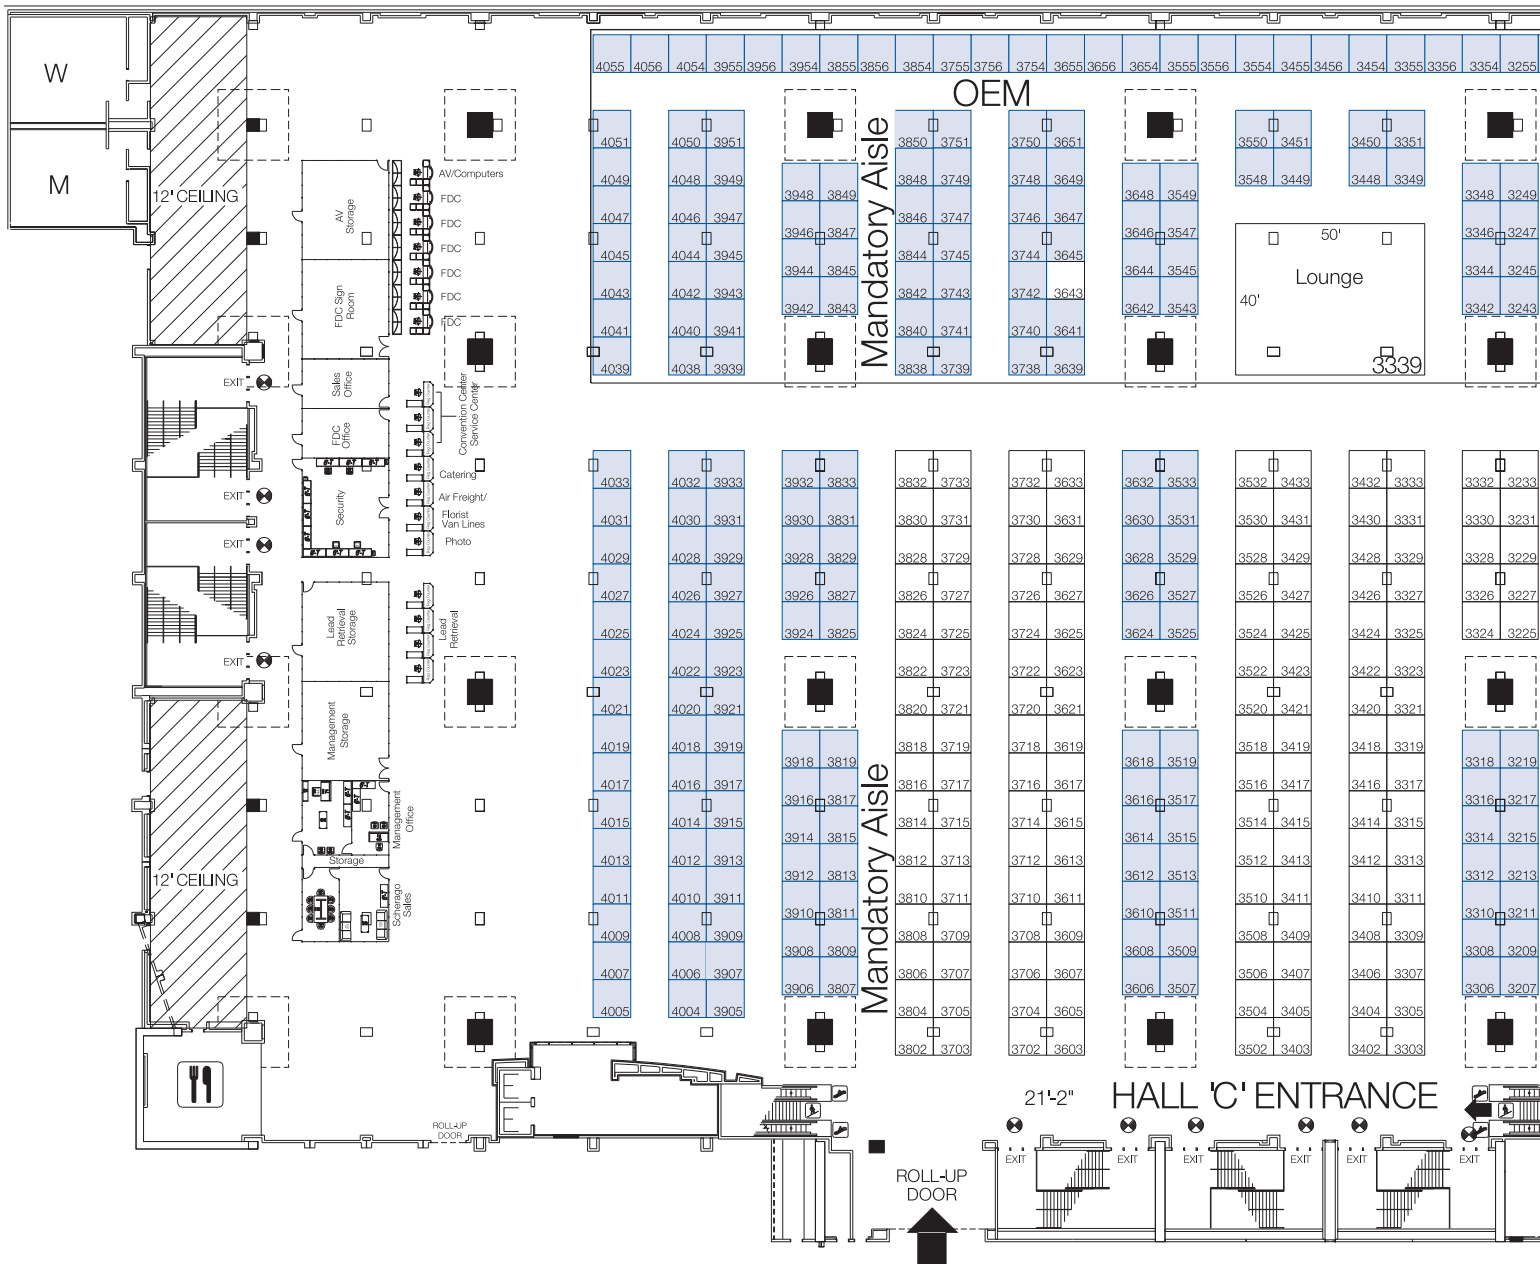 4055 4056 4054 3955 3956 3954 3855 3856 3854 3755 3756 3754 3655 3656 3654 3555 3556 3554 3455 3456 3454 3355 3356 3354 3255
W
OEM
4051 4050 3951 3850 3751 3750 3651 3550 3451 3450 3351
M
12' CEILING
AV/Computers
AV Storage
4049 4048 3949 3848 3749 3748 3649 3548 3449 3448 3349
3948 3849 3648 3549 3348 3249
FDC
4047 4046 3947 3846 3747 3746 3647
FDC
3946 3847 3646 3547 3346 3247
50'
FDC
4045 4044 3945 3844 3745 3744 3645
FDC
3944 3845 3644 3545 3344 3245
Lounge
40'
FDC Sign Room
4043 4042 3943 3842 3743 3742 3643
FDC
3942 3843 3642 3543 3342 3243
FDC
4041 4040 3941 3840 3741 3740 3641
Mandatory Aisle
4039 4038 3939 3838 3739 3738 3639
3339
EXIT
Sales Office
FDC Office
Convention Center
Service Center
Catering
4033 4032 3933 3932 3833 3832 3733 3732 3633 3632 3533 3532 3433 3432 3333 3332 3233
EXIT
Security
Air Freight/
Florist
Van Lines
4031 4030 3931 3930 3831 3830 3731 3730 3631 3630 3531 3530 3431 3430 3331 3330 3231
EXIT
Photo
4029 4028 3929 3928 3829 3828 3729 3728 3629 3628 3529 3528 3429 3428 3329 3328 3229
4027 4026 3927 3926 3827 3826 3727 3726 3627 3626 3527 3526 3427 3426 3327 3326 3227
Lead Retrieval Storage
Lead Retrieval
4025 4024 3925 3924 3825 3824 3725 3724 3625 3624 3525 3524 3425 3424 3325 3324 3225
EXIT
4023 4022 3923 3822 3723 3722 3623 3522 3423 3422 3323
4021 4020 3921 3820 3721 3720 3621 3520 3421 3420 3321
Management Storage
4019 4018 3919 3818 3719 3718 3619 3518 3419 3418 3319
3918 3819 3618 3519 3318 3219
4017 4016 3917 3816 3717 3716 3617 3516 3417 3416 3317
3916 3817 3616 3517 3316 3217
Management Office
4015 4014 3915 3814 3715 3714 3615 3514 3415 3414 3315
3914 3815 3614 3515 3314 3215
Storage
4013 4012 3913 3812 3713 3712 3613 3512 3413 3412 3313
12' CEILING
3912 3813 3612 3513 3312 3213
4011 4010 3911 3810 3711 3710 3611 3510 3411 3410 3311
Scherago Sales
3910 3811 3610 3511 3310 3211
4009 4008 3909 3808 3709 3708 3609 3508 3409 3408 3309
3908 3809 3608 3509 3308 3209
4007 4006 3907 3806 3707 3706 3607 3506 3407 3406 3307
3906 3807 3606 3507 3306 3207
Mandatory Aisle
4005 4004 3905 3804 3705 3704 3605 3504 3405 3404 3305
3802 3703 3702 3603 3502 3403 3402 3303
21'-2"
HALL 'C' ENTRANCE
ROLL-UP
DOOR
EXIT EXIT EXIT EXIT EXIT EXIT
ROLL-UP
DOOR